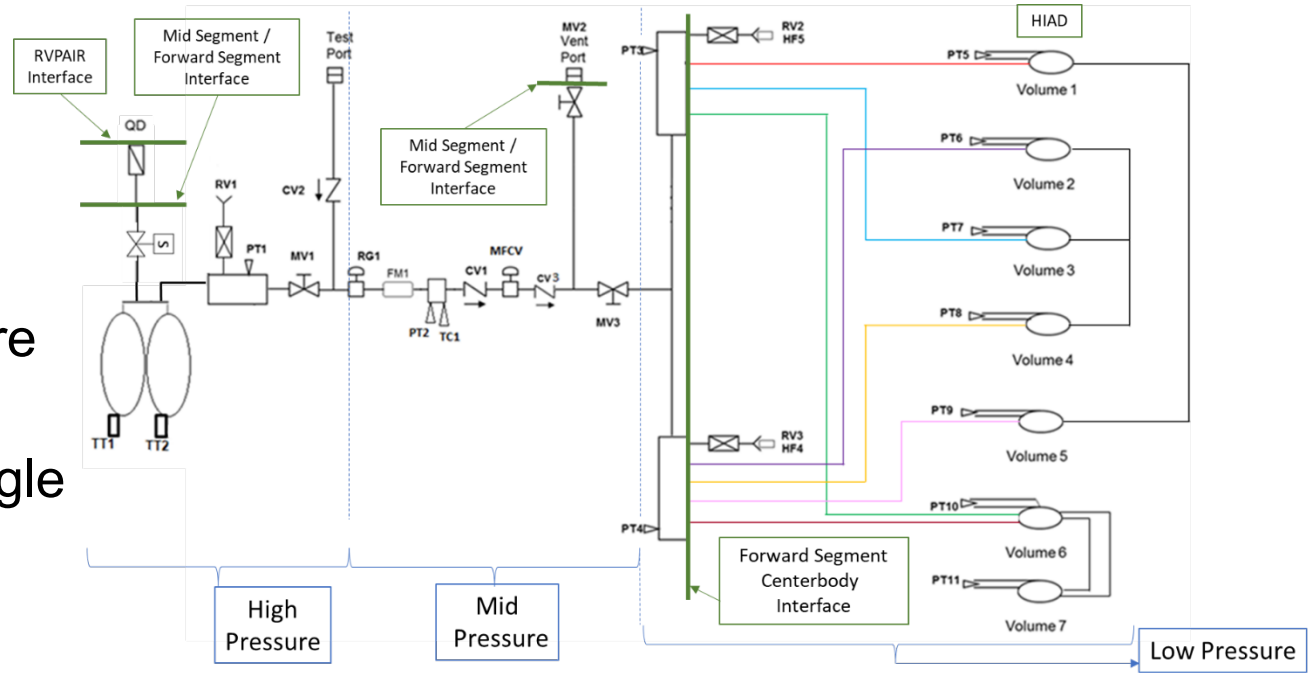 RVPAIR
Interface
Mid Segment /
Forward Segment
Interface
QD
S
RV1
PT1
MV1
TT1
TT2
Test
Port
CV2
RG1
FM1
PT2
TC1
CV1
MFCV
CV3
MV2
Vent
Port
Mid Segment /
Forward Segment
Interface
MV3
PT3
RV2
HF5
RV3
HF4
PT4
HIAD
PT5
Volume 1
PT6
Volume 2
PT7
Volume 3
PT8
Volume 4
PT9
Volume 5
PT10
Volume 6
PT11
Volume 7
Forward Segment
Centerbody
Interface
High
Pressure
Mid
Pressure
Low Pressure
re
gle